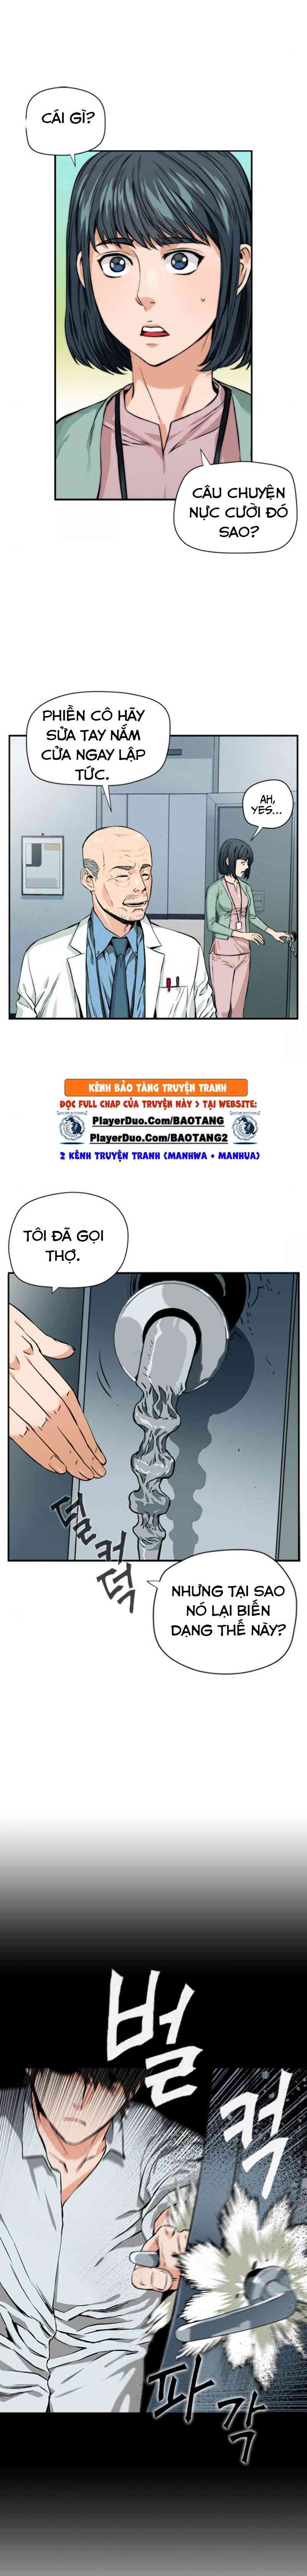 CÁI GÌ?
CÂU CHUYỆN
NỰC CƯỜI ĐÓ
SAO?
PHIỀN CÔ HÃY
SỬA TAY NẮM
CỬA NGAY LẬP
TỨC.
AH,
YES...
KÊNH BẢO TÀNG TRUYỆN TRANH
ĐỌC FULL CHAP CỦA TRUYỆN NÀY > TẠI WEBSITE:
PlayerDuo.Com/BAOTANG
PlayerDuo.Com/BAOTANG2
2 KÊNH TRUYỆN TRANH (MANHWA + MANHUA)
TÔI ĐÃ GỌI
THỢ.
덜커
덕
NHƯNG TẠI SAO
NÓ LẠI BIẾN
DẠNG THẾ NÀY?
벌
컥
파
각